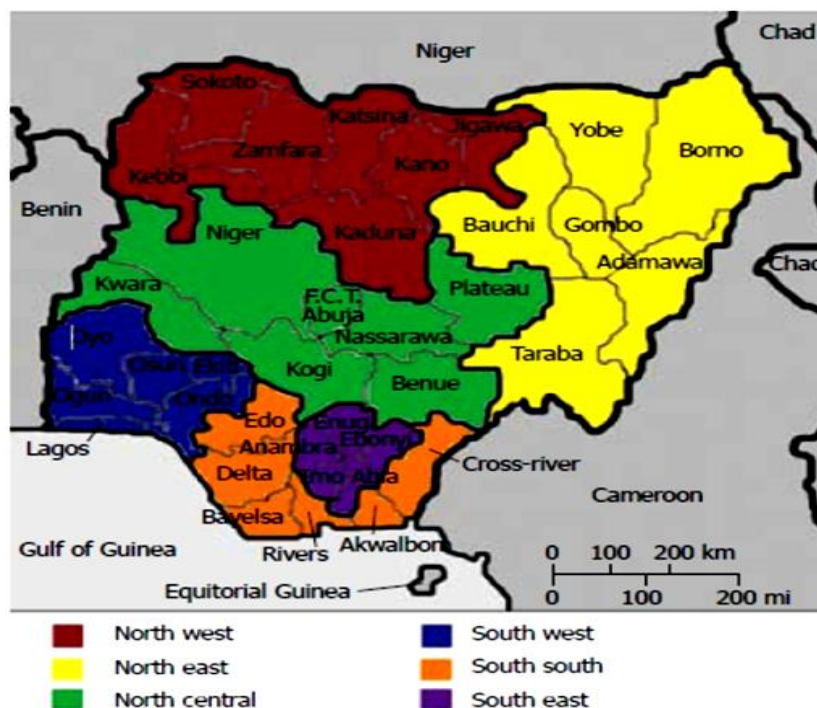 Niger
Chad
Sokoto
Katsina
Jigawa
Yobe
Borno
Zamfara
Kano
Kebbi
Benin
Niger
Kaduna
Bauchi
Gombo
Adamawa
Chad
Kwara
F.C.T.
Abuja
Plateau
Nassarawa
Oyo
Taraba
Osun
Ekiti
Kogi
Benue
Ogun
Ondo
Edo
Enugu
Ebonyi
Lagos
Anambra
Cross-river
Delta
Imo
Abia
Cameroon
Bayelsa
Gulf of Guinea
Rivers
Akwalbon
0 100 200 km
Equitorial Guinea
0 100 200 mi
North west
South west
North east
South south
North central
South east